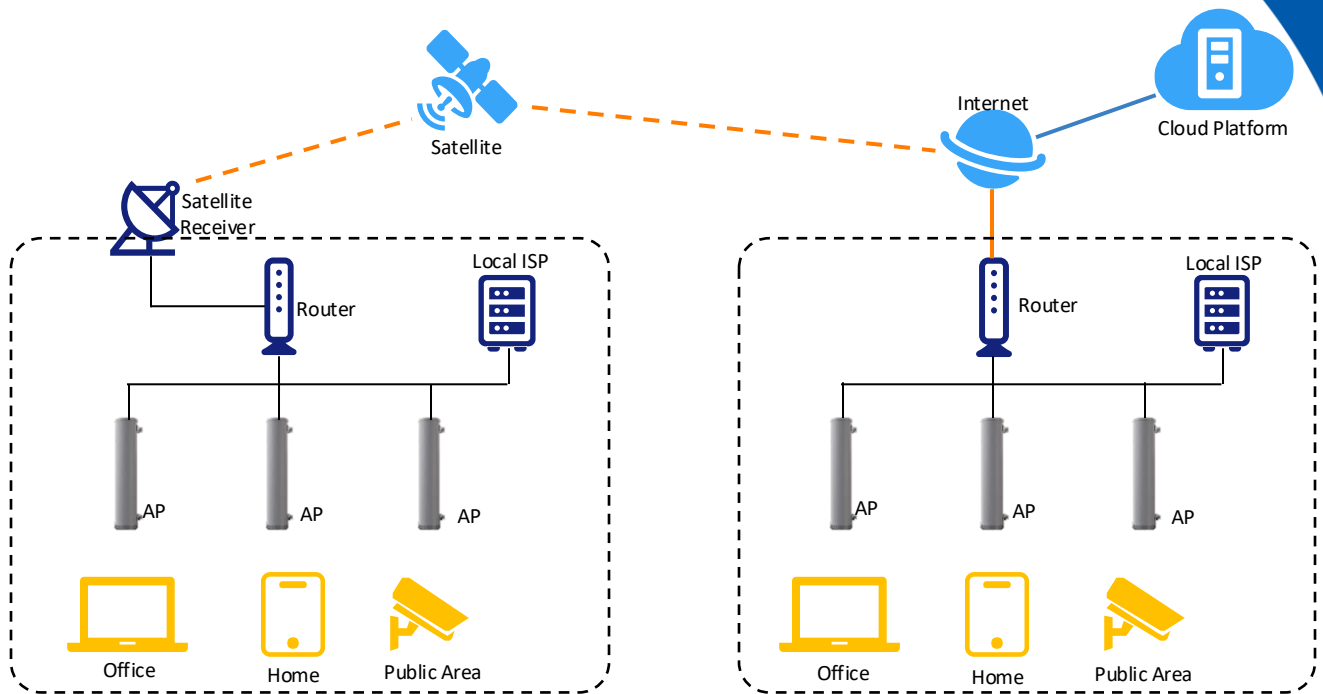 Internet
Cloud Platform
Satellite
Satellite
Receiver
Local ISP
Router
AP
AP
AP
Office
Home
Public Area
Local ISP
Router
AP
AP
AP
Office
Home
Public Area